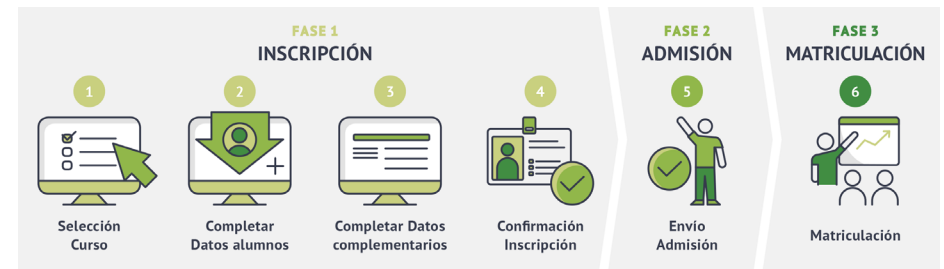 FASE 1
INSCRIPCIÓN
1
2
3
4
Selección
Curso
Completar
Datos alumnos
Completar Datos
complementarios
Confirmación
Inscripción
FASE 2
ADMISIÓN
5
Envío
Admisión
FASE 3
MATRICULACIÓN
6
Matriculación